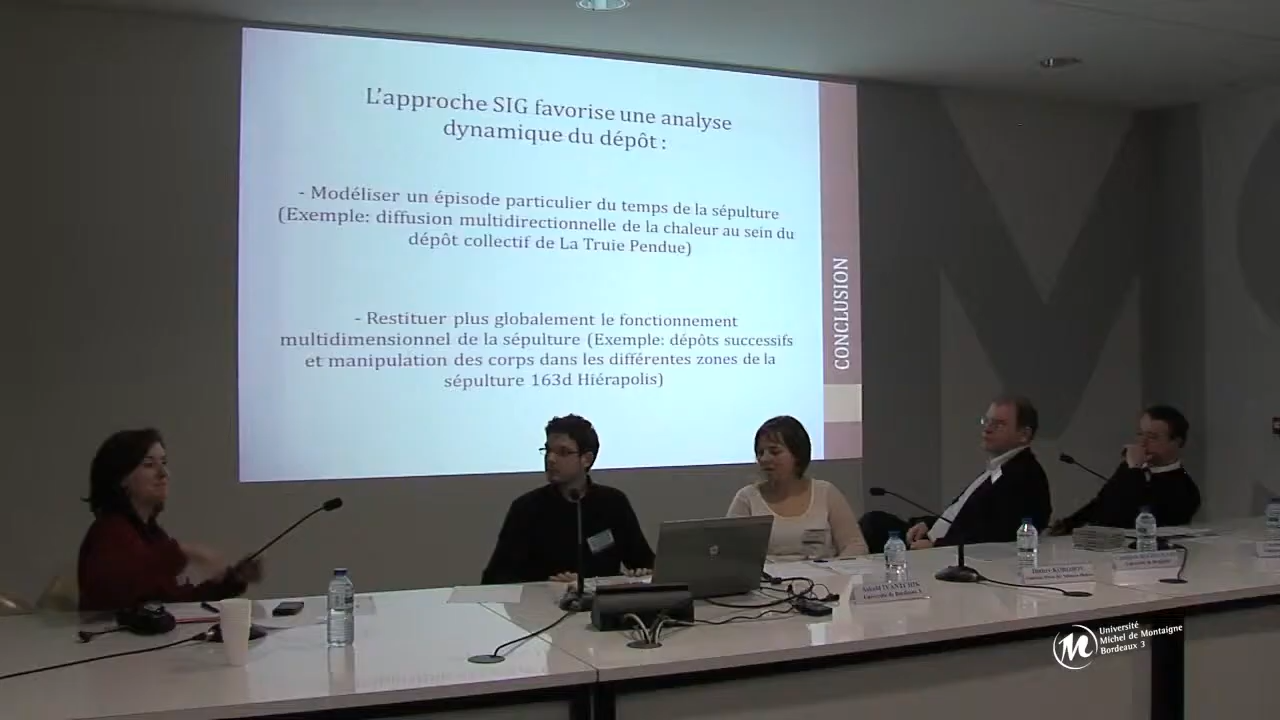 L'approche SIG favorise une analyse
dynamique du dépôt :
- Modéliser un épisode particulier du temps de la sépulture
(Exemple: diffusion multidirectionnelle de la chaleur au sein du
dépôt collectif de La Truie Pendue)
- Restituer plus globalement le fonctionnement
multidimensionnel de la sépulture (Exemple: dépôts successifs
et manipulation des corps dans les différentes zones de la
sépulture 163d Hiérapolis)
CONCLUSION
Université
Michel de Montaigne
Bordeaux 3